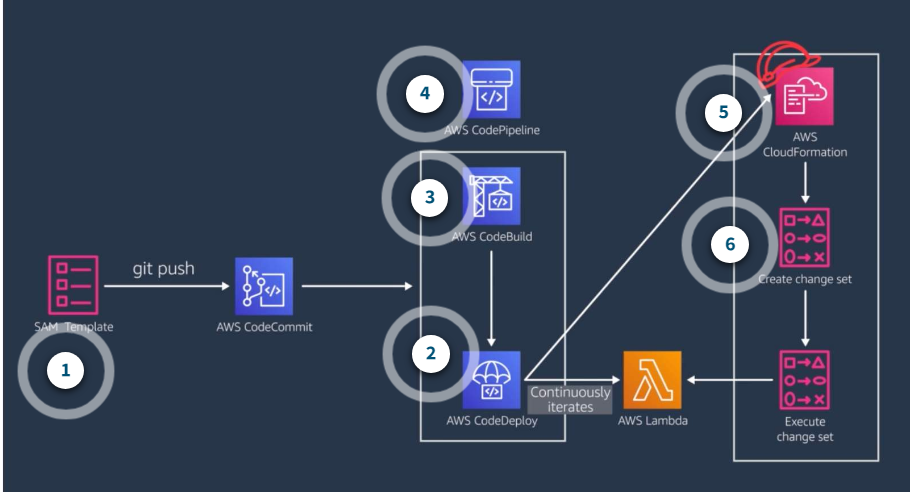 4
AWS CodePipeline
3
AWS CodeBuild
git push
SAM Template
1
AWS CodeCommit
2
AWS CodeDeploy
Continuously
iterates
AWS Lambda
5
AWS
CloudFormation
6
Create change set
Execute
change set